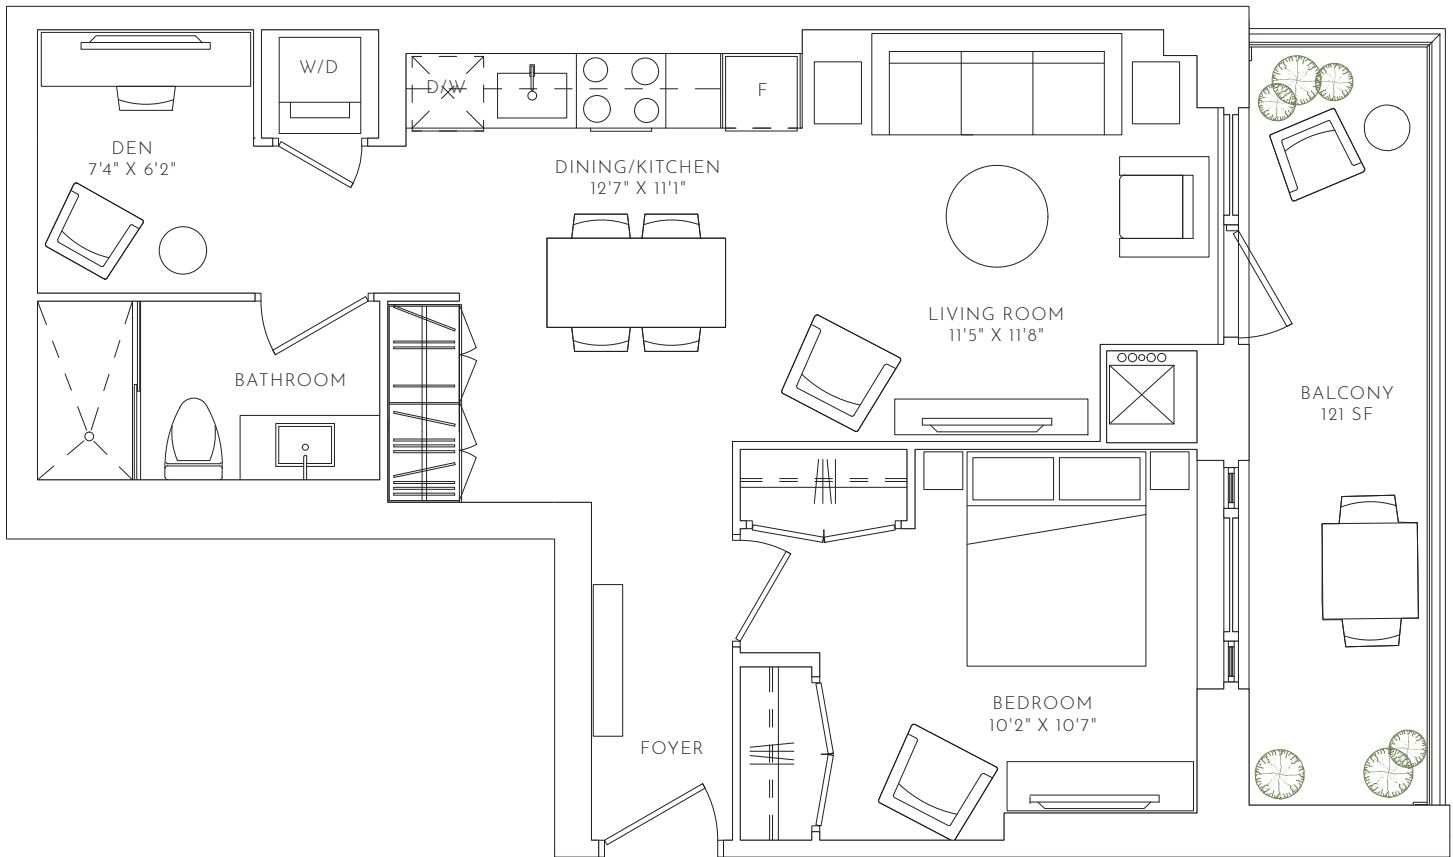 W/D
D/W
F
DEN
7'4" X 6'2"
DINING/KITCHEN
12'7" X 11'1"
LIVING ROOM
11'5" X 11'8"
BATHROOM
BALCONY
121 SF
BEDROOM
10'2" X 10'7"
FOYER